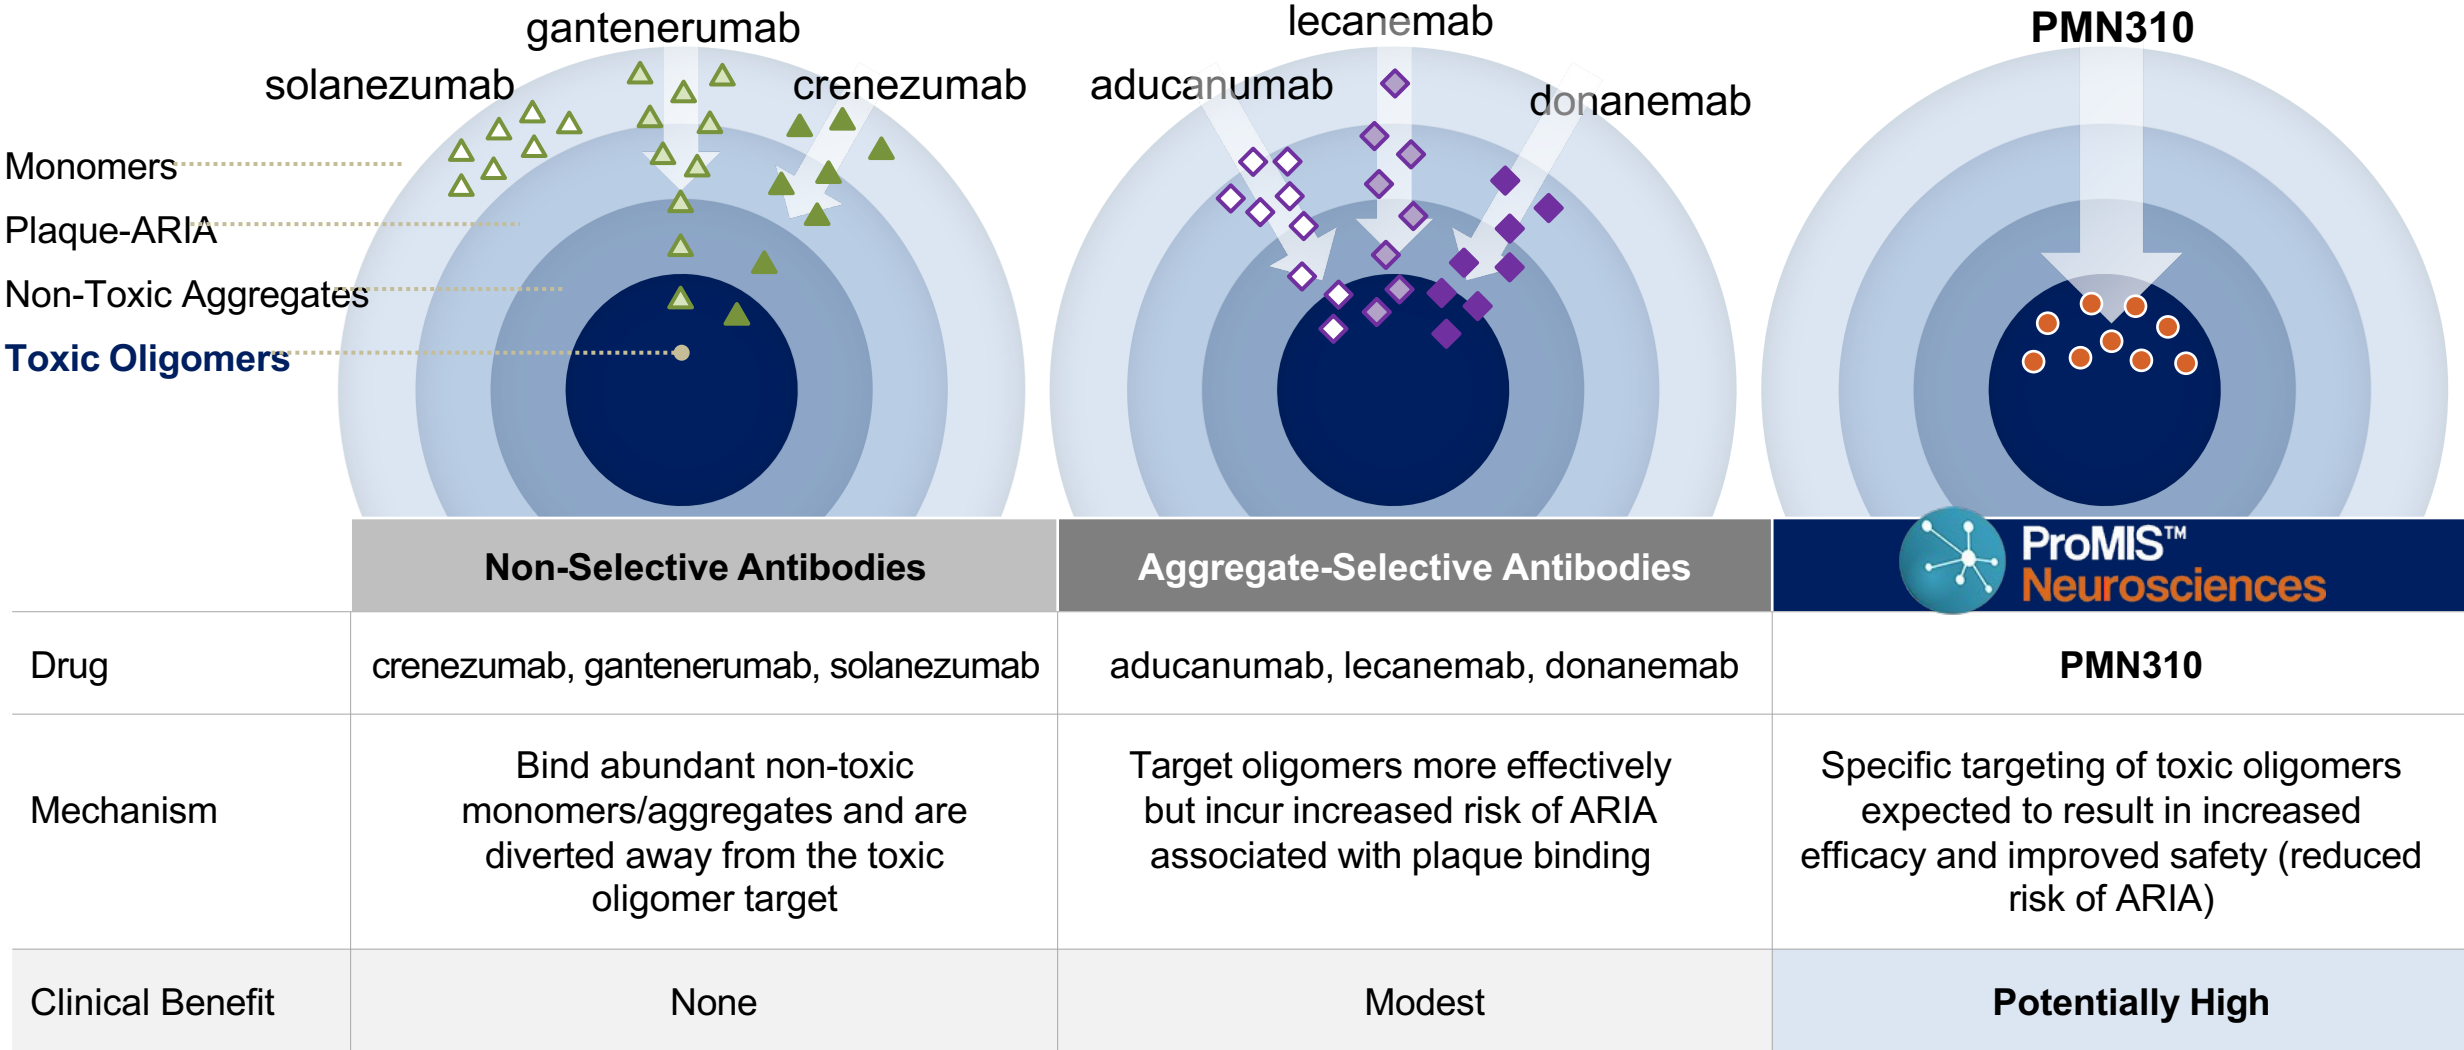 gantenerumab
solanezumab
crenezumab
lecanemab
aducanumab
donanemab
PMN310
Monomers
Plaque-ARIA
Non-Toxic Aggregates
Toxic Oligomers
Non-Selective Antibodies
Aggregate-Selective Antibodies
ProMIS™
Neurosciences
Drug
crenezumab, gantenerumab, solanezumab
aducanumab, lecanemab, donanemab
PMN310
Mechanism
Bind abundant non-toxic
monomers/aggregates and are
diverted away from the toxic
oligomer target
Target oligomers more effectively
but incur increased risk of ARIA
associated with plaque binding
Specific targeting of toxic oligomers
expected to result in increased
efficacy and improved safety (reduced
risk of ARIA)
Clinical Benefit
None
Modest
Potentially High